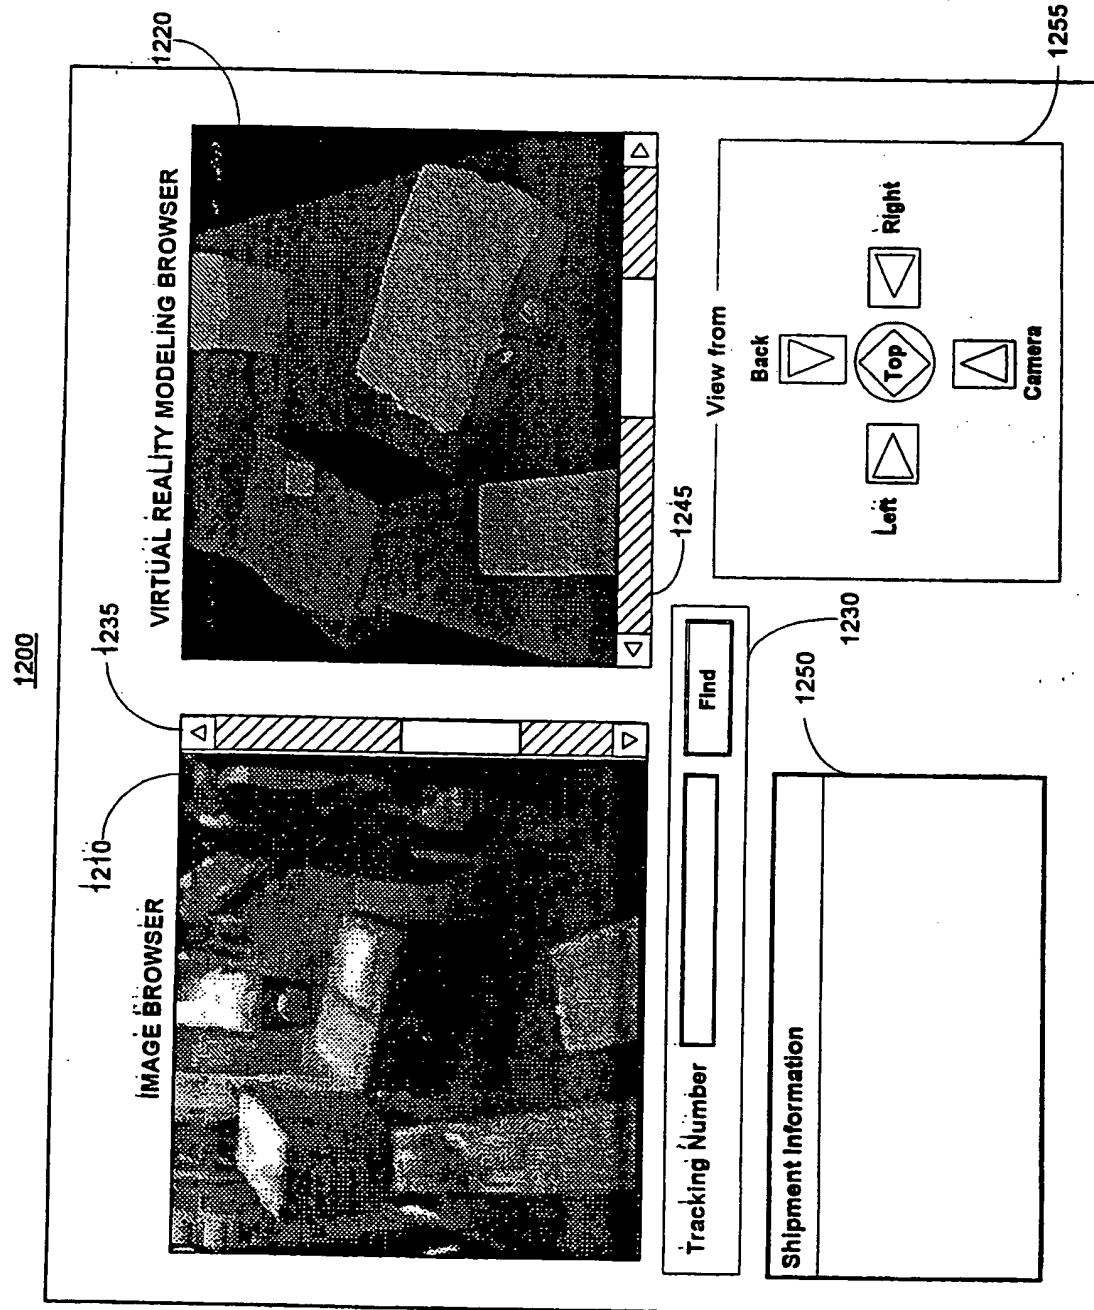 1200
IMAGE BROWSER
1210
1235
VIRTUAL REALITY MODELING BROWSER
1220
1245
Tracking Number
Find
1230
Shipment Information
1250
View from
Back
Left
Top
Right
Camera
1255